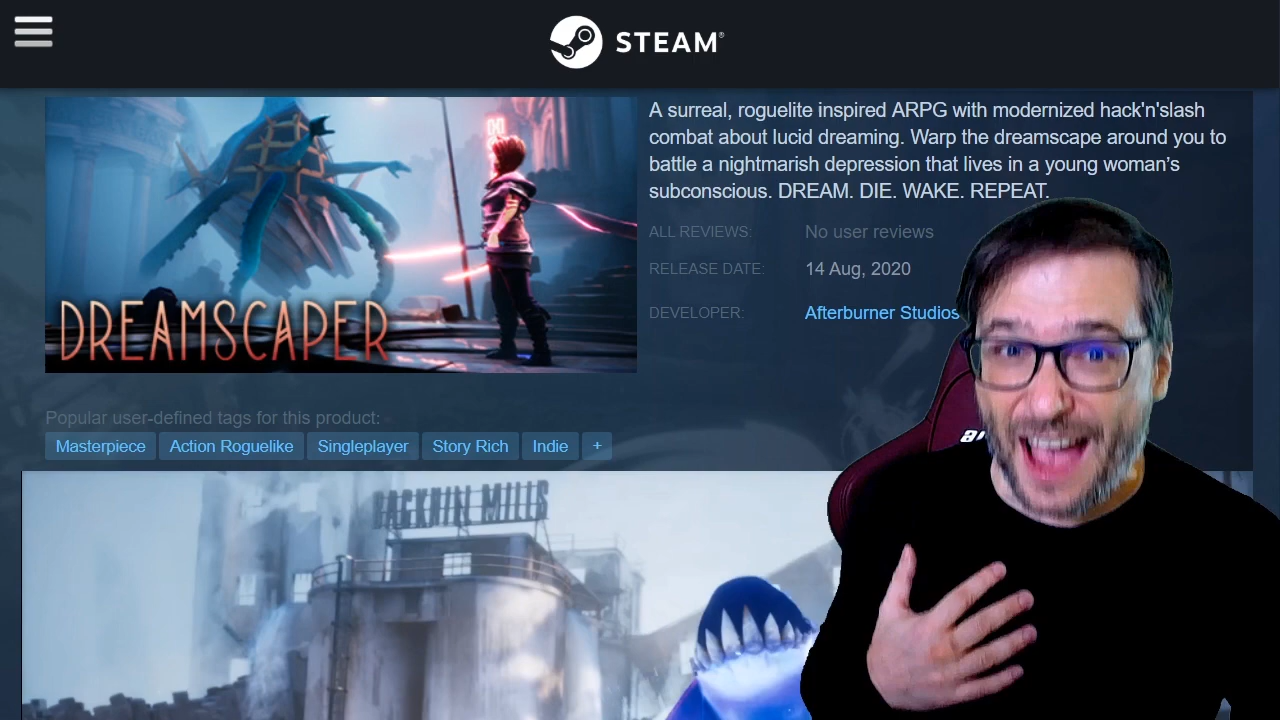 STEAM®
A surreal, roguelite inspired ARPG with modernized hack'n'slash
combat about lucid dreaming. Warp the dreamscape around you to
battle a nightmarish depression that lives in a young woman’s
subconscious. DREAM. DIE. WAKE. REPEAT.
DREAMSCAPER
ALL REVIEWS: No user reviews
RELEASE DATE: 14 Aug, 2020
DEVELOPER: Afterburner Studios
Popular user-defined tags for this product:
Masterpiece Action Roguelike Singleplayer Story Rich Indie +